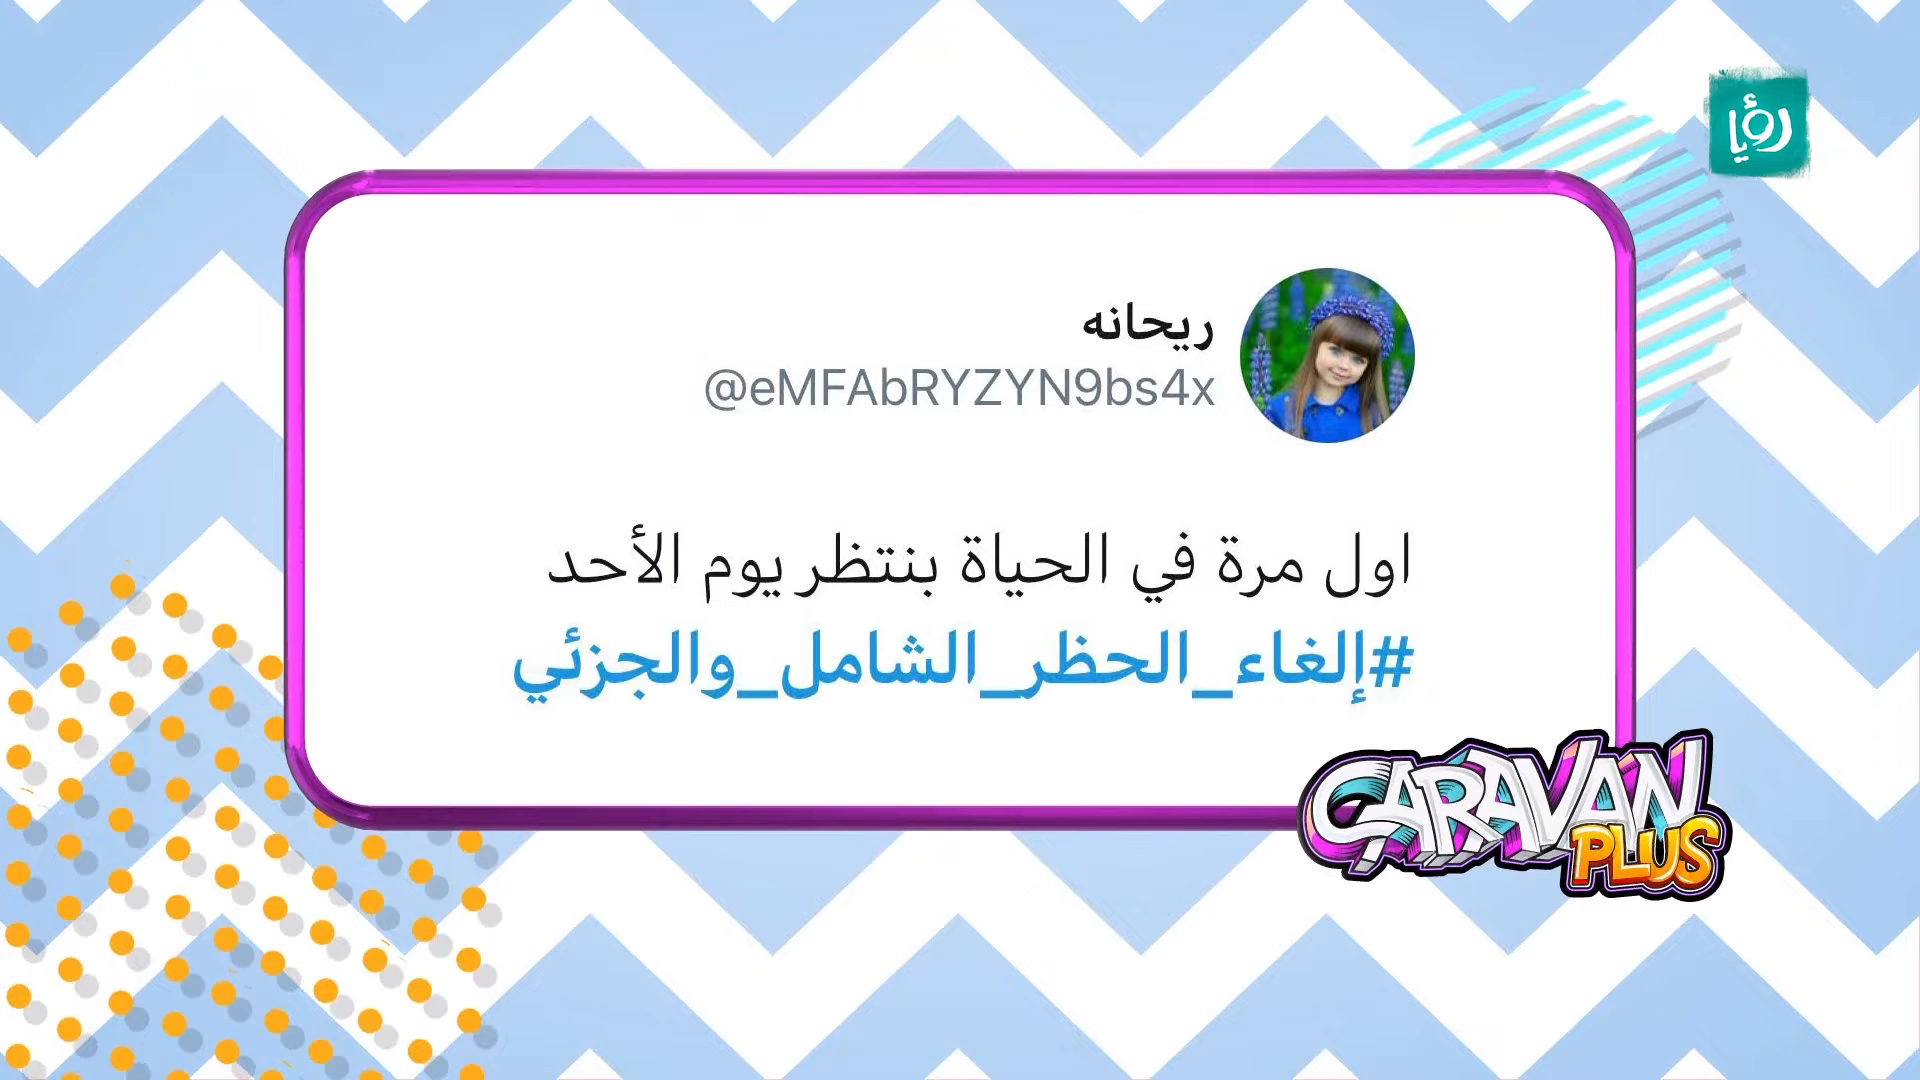 رؤيا
ريحانه
@eMFAbRYZYN9bs4x
اول مرة في الحياة بنتظر يوم الأحد
#إلغاء_الحظر_الشامل_والجزئي
CARAVAN
PLUS